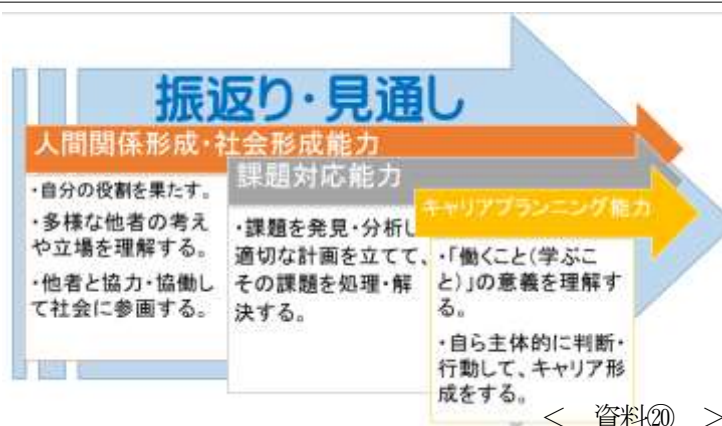 振返り・見通し
人間関係形成・社会形成能力
・自分の役割を果たす。
・多様な他者の考え
や立場を理解する。
・他者と協力・協働し
て社会に参画する。
課題対応能力
・課題を発見・分析し
適切な計画を立てて、
その課題を処理・解
決する。
キャリアプランニング能力
・「働くこと(学ぶこ
と)」の意義を理解す
る。
・自ら主体的に判断・
行動して、キャリア形
成をする。
＜　資料⑳　＞